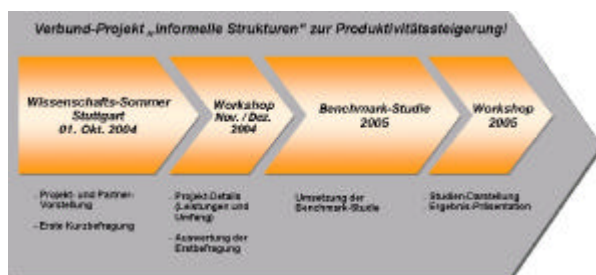 Verbund-Projekt „informelle Strukturen" zur Produktivitätssteigerung!
Wissenschafts-Sommer
Stuttgart
01. Okt. 2004
Workshop
Nov. / Dez.
2004
Benchmark-Studie
2005
Workshop
2005
- Projekt- und Partner-
Vorstellung
- Erste Kurzbefragung
- Projekt-Details
(Leistungen und
Umfang)
- Auswertung der
Erstbefragung
Umsetzung der
Benchmark-Studie
- Studien-Darstellung
Ergebnis-Präsentation